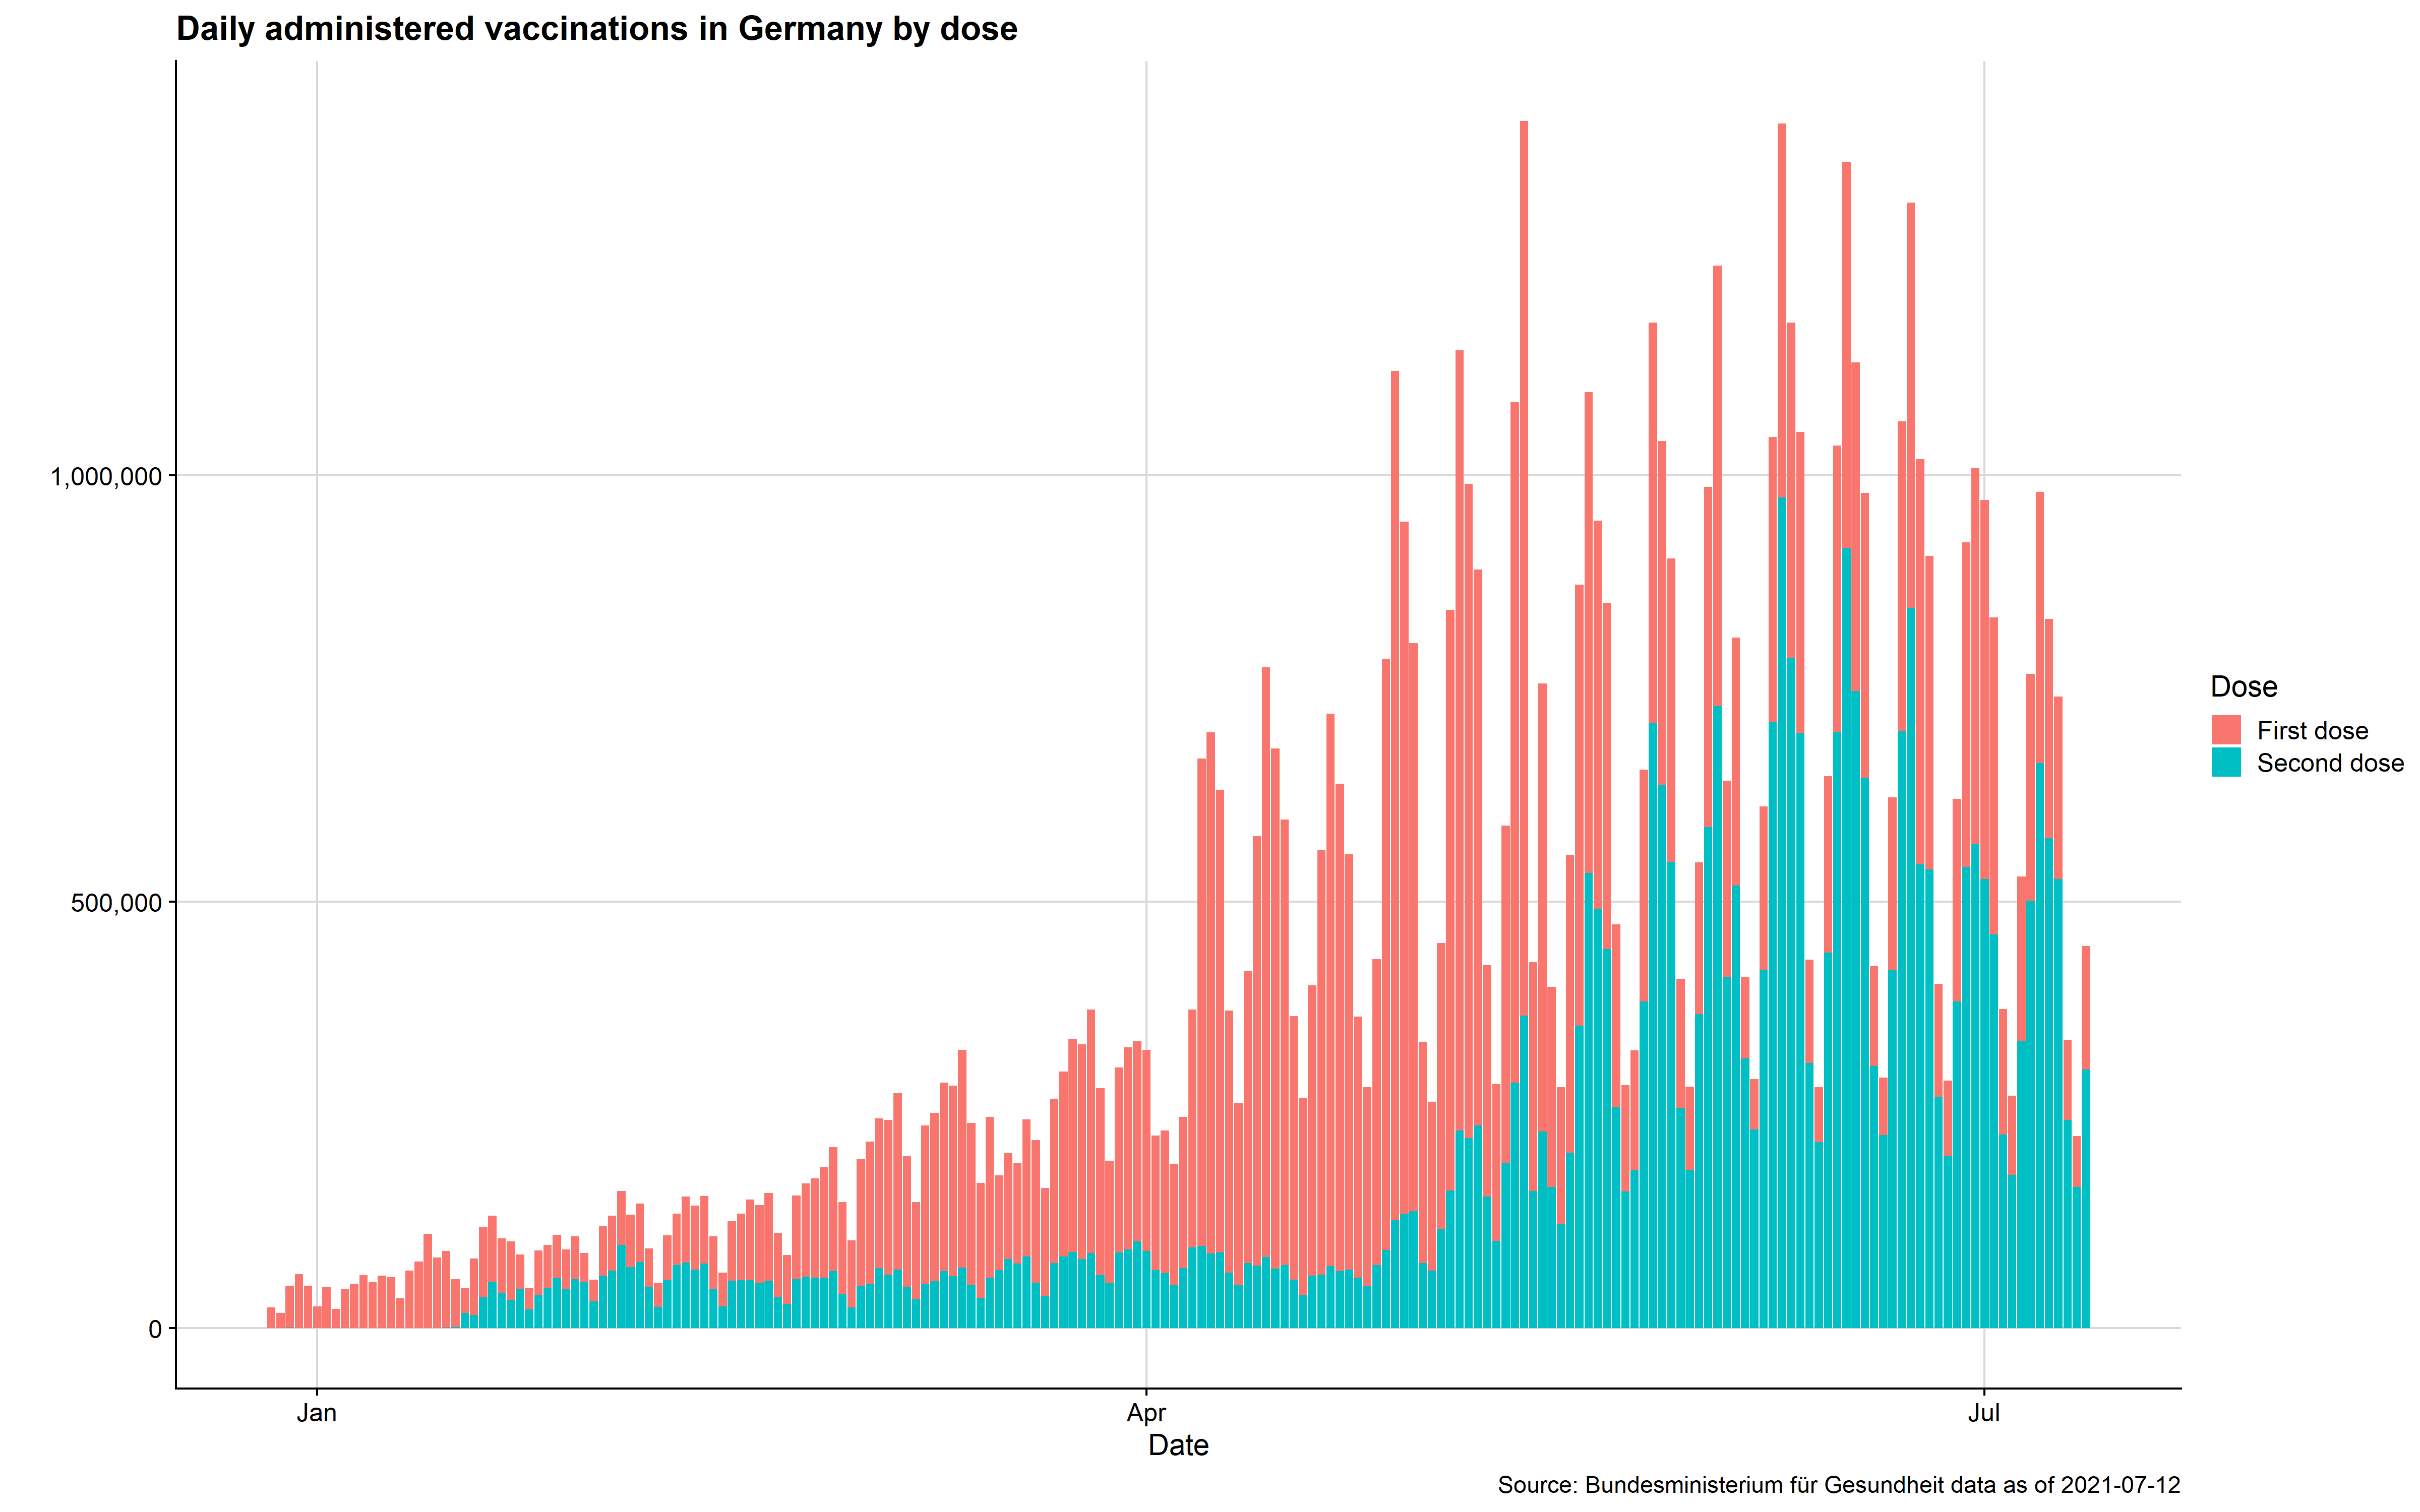 Daily administered vaccinations in Germany by dose
1,000,000
500,000
0
Jan
Apr
Jul
Date
Dose
First dose
Second dose
Source: Bundesministerium für Gesundheit data as of 2021-07-12